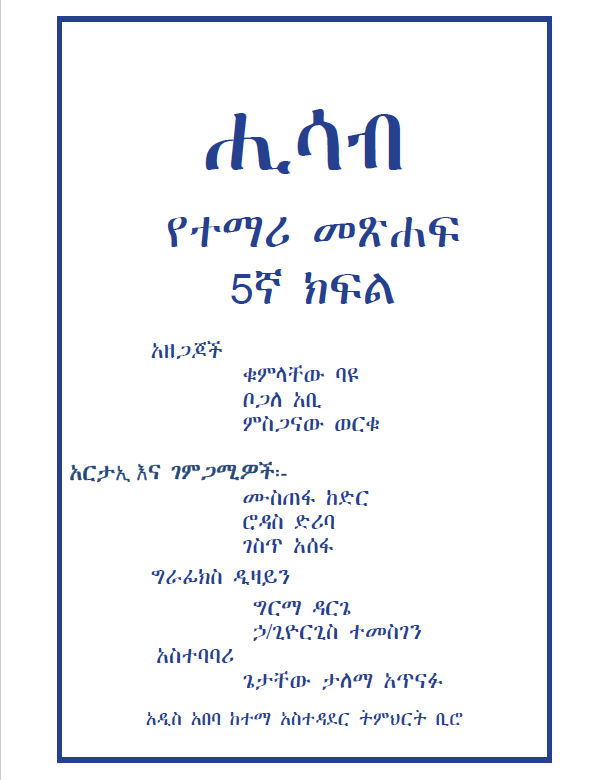 ሒሳብ
የተማሪ መጽሐፍ
5ኛ ክፍል
አዘጋጆች
ቁምላቸው ባዩ
ቦጋለ አቢ
ምስጋናው ወርቁ
አርታኢ እና ገምጋሚዎች፡-
ሙስጠፋ ከድር
ሮዳስ ድሪባ
ገስጥ አሰፋ
ግራፊክስ ዲዛይን
ግርማ ዳርጌ
ኃ/ጊዮርጊስ ተመስገን
አስተባባሪ
ጌታቸው ታለማ አጥናፉ
አዲስ አበባ ከተማ አስተዳደር ትምህርት ቢሮ